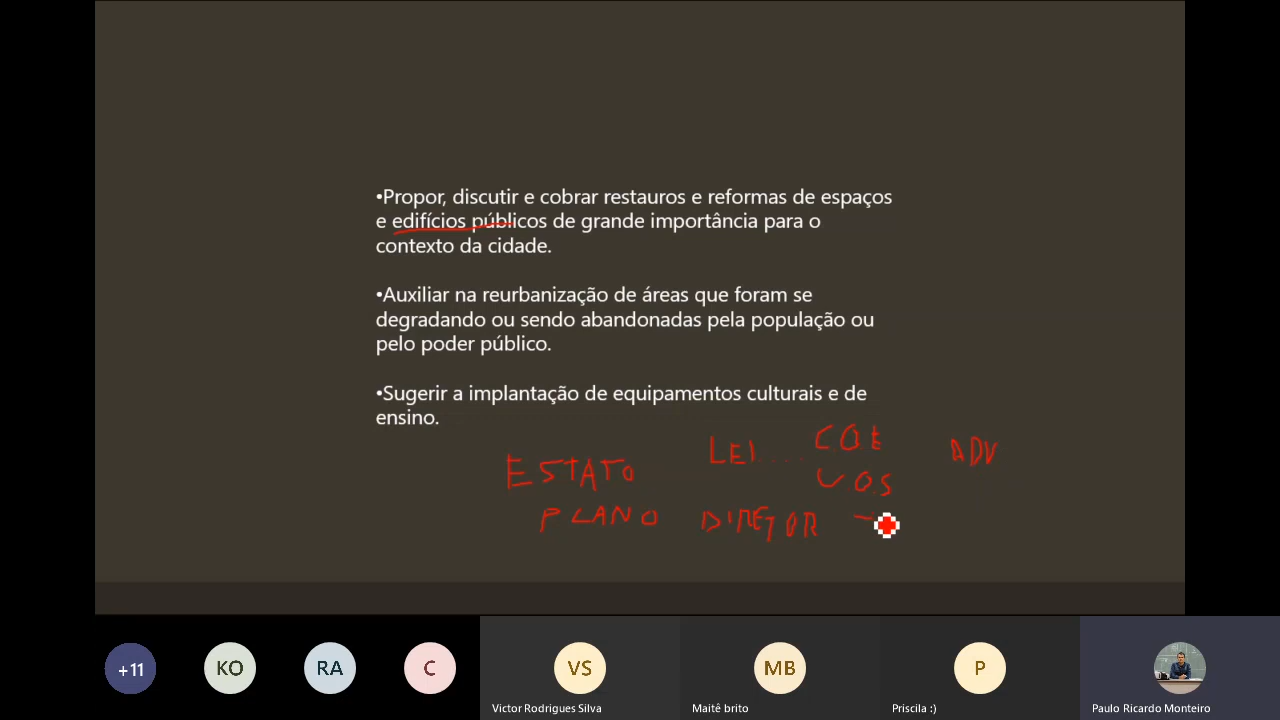 •Propor, discutir e cobrar restauros e reformas de espaços
e edifícios públicos de grande importância para o
contexto da cidade.
•Auxiliar na reurbanização de áreas que foram se
degradando ou sendo abandonadas pela população ou
pelo poder público.
•Sugerir a implantação de equipamentos culturais e de
ensino.
ESTATO LEI.... COE ADV
UOS
PLANO DIRETOR -
+11 KO RA C VS MB P
Victor Rodrigues Silva Maitê brito Priscila :) Paulo Ricardo Monteiro